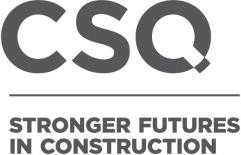 CSQ
STRONGER FUTURES
IN CONSTRUCTION